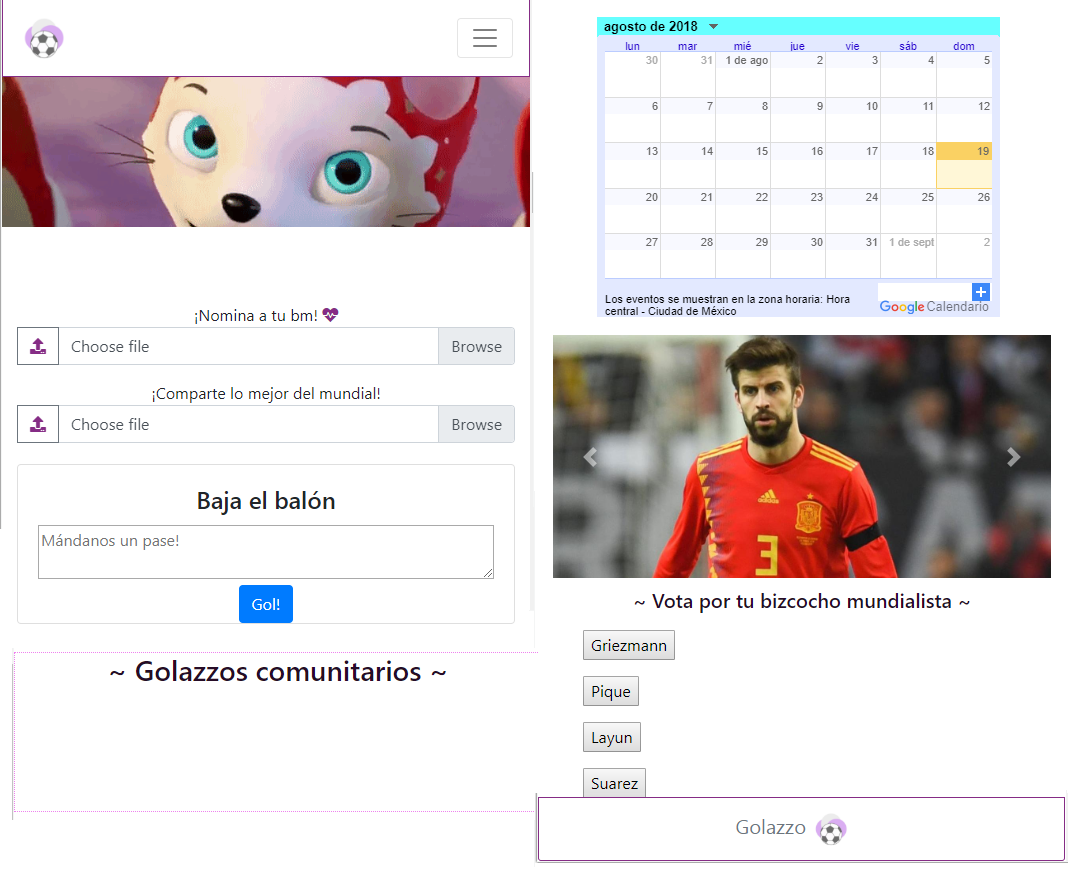 ¡Nomina a tu bm!
Choose file Browse
¡Comparte lo mejor del mundial!
Choose file Browse
Baja el balón
Mándanos un pase!
Gol!
~ Golazzos comunitarios ~
agosto de 2018
lun mar mié jue vie sáb dom
30 31 1 de ago 2 3 4 5
6 7 8 9 10 11 12
13 14 15 16 17 18 19
20 21 22 23 24 25 26
27 28 29 30 31 1 de sept 2
Los eventos se muestran en la zona horaria: Hora
central - Ciudad de México
Google Calendario
adidas
3
~ Vota por tu bizcocho mundialista ~
Griezmann
Pique
Layun
Suarez
Golazzo